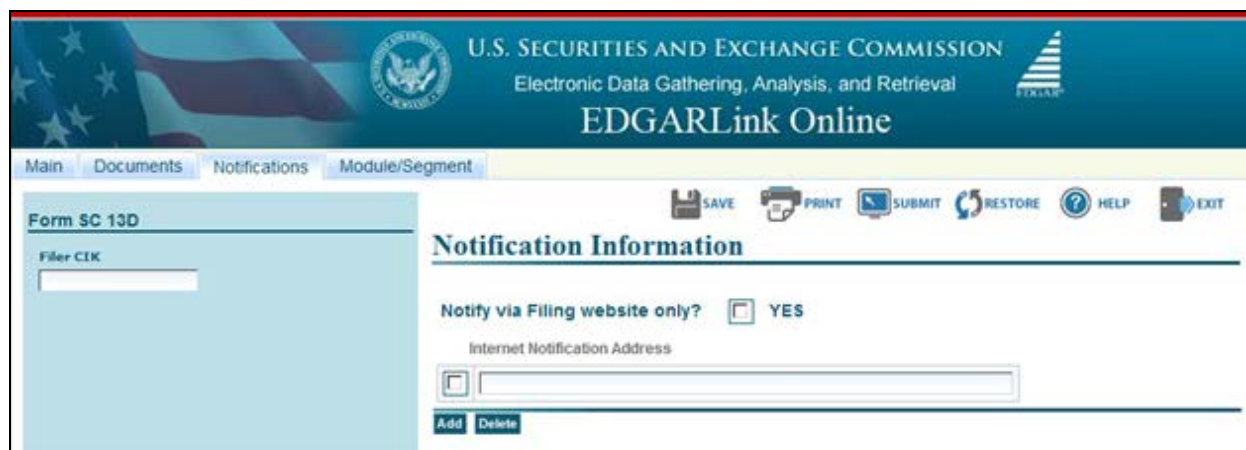 U.S. SECURITIES AND EXCHANGE COMMISSION
Electronic Data Gathering, Analysis, and Retrieval
EDGAR®
EDGARLink Online
Main Documents Notifications Module/Segment
SAVE PRINT SUBMIT RESTORE HELP EXIT
Form SC 13D
Filer CIK
Notification Information
Notify via Filing website only? YES
Internet Notification Address
Add Delete